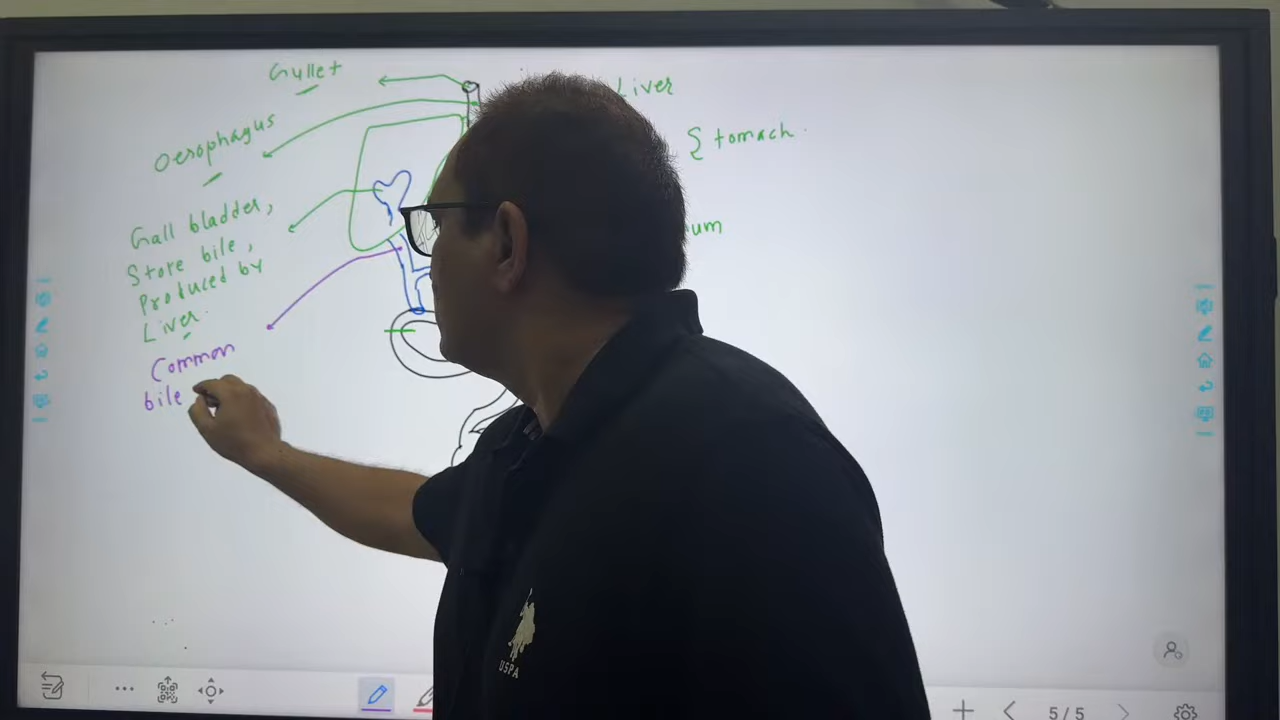 Gullet
Liver
Oesophagus
Stomach.
Gall bladder,
Store bile,
Produced by
Liver.
um
Common
bile
USPA
5/5